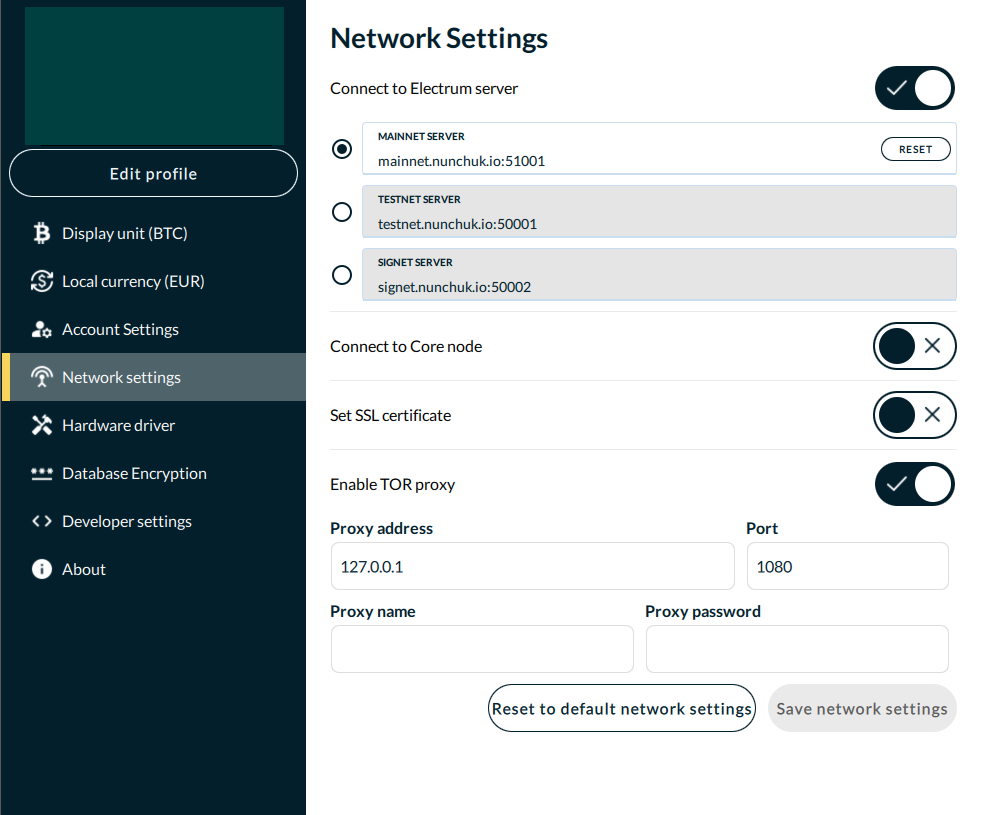 Edit profile
Display unit (BTC)
Local currency (EUR)
Account Settings
Network settings
Hardware driver
Database Encryption
Developer settings
About
Network Settings
Connect to Electrum server
MAINNET SERVER
mainnet.nunchuk.io:51001
RESET
TESTNET SERVER
testnet.nunchuk.io:50001
SIGNET SERVER
signet.nunchuk.io:50002
Connect to Core node
Set SSL certificate
Enable TOR proxy
Proxy address
Port
127.0.0.1
1080
Proxy name
Proxy password
Reset to default network settings
Save network settings